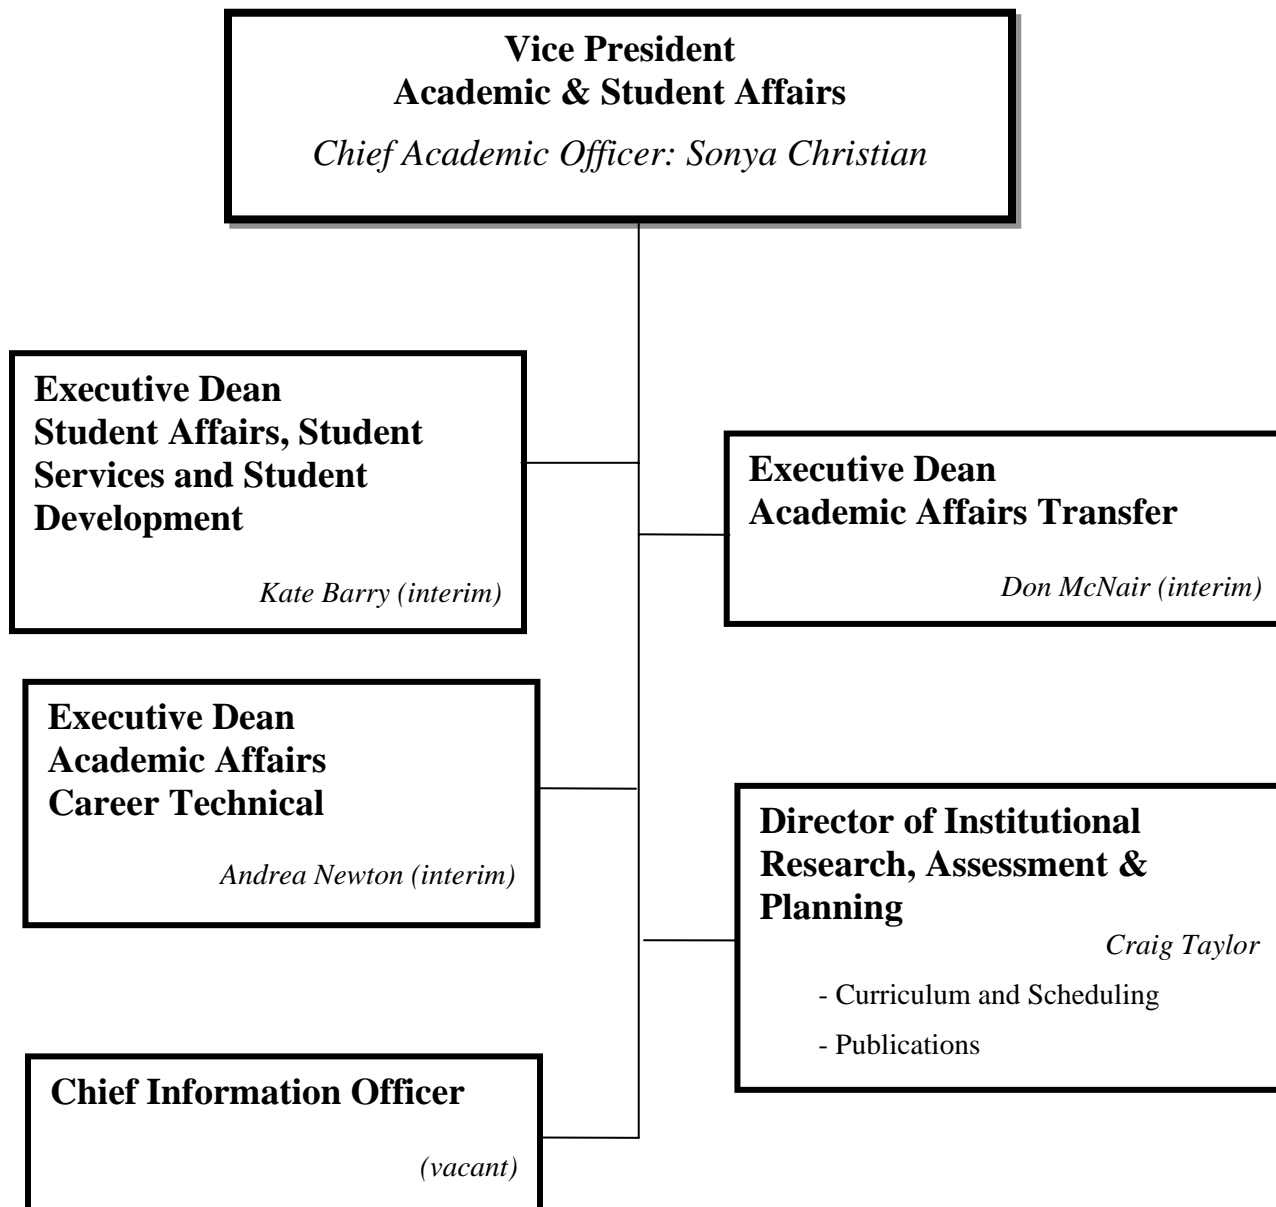 Vice President
Academic & Student Affairs
Chief Academic Officer: Sonya Christian
Executive Dean
Student Affairs, Student
Services and Student
Development
Kate Barry (interim)
Executive Dean
Academic Affairs Transfer
Don McNair (interim)
Executive Dean
Academic Affairs
Career Technical
Andrea Newton (interim)
Director of Institutional
Research, Assessment &
Planning
Craig Taylor
- Curriculum and Scheduling
- Publications
Chief Information Officer
(vacant)